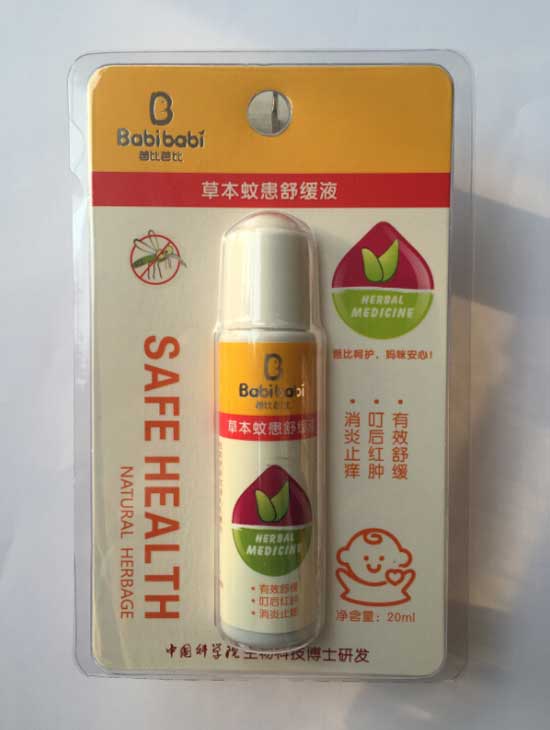 Babibabí
芭比芭比
草本蚊患舒缓液
HERBAL
MEDICINE
芭比呵护、妈咪安心!
SAFE HEALTH
NATURAL HERBAGE
·有效舒缓
·叮后红肿
·消炎止痒
净含量：20ml
中国科学院生物科技博士研发
Babibabí
芭比芭比
草本蚊患舒缓液
HERBAL
MEDICINE
·有效舒缓
·叮后红肿
·消炎止痒